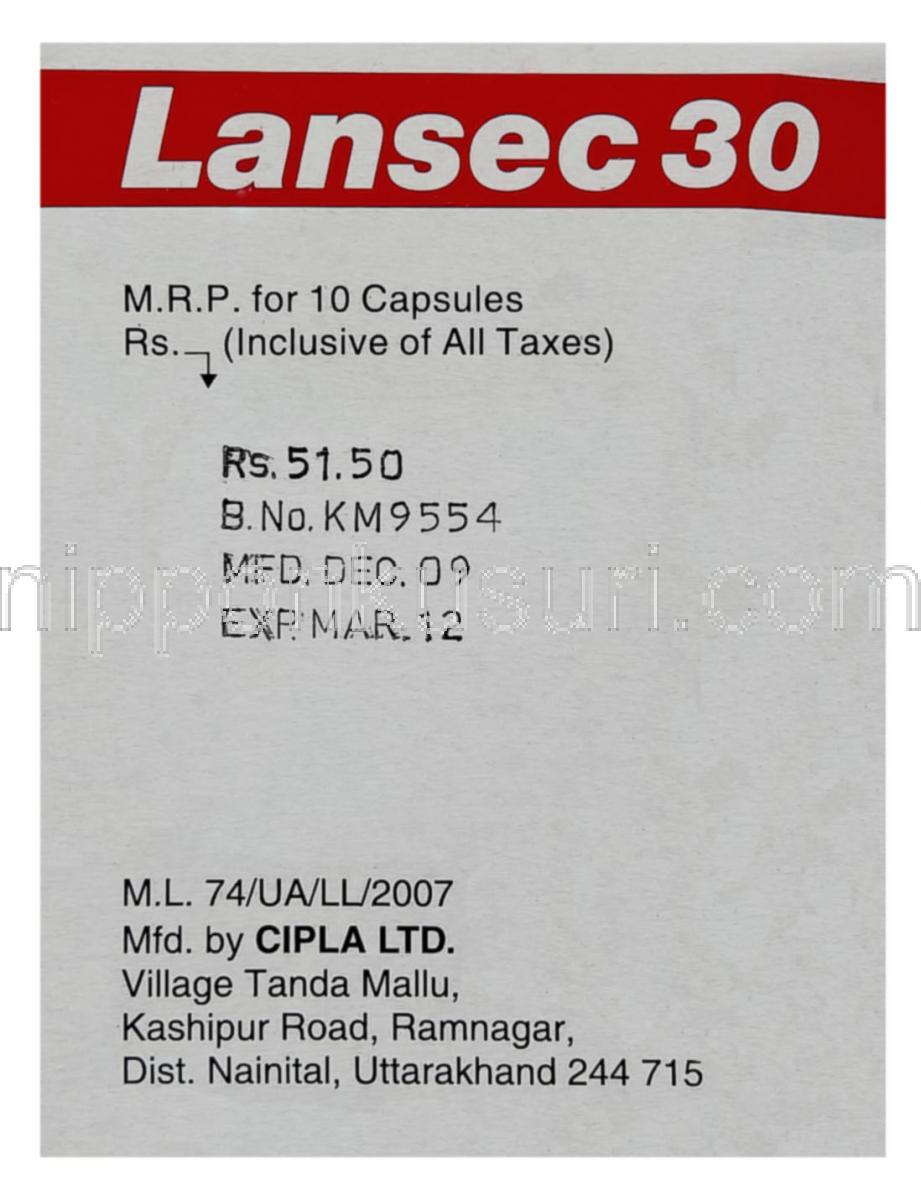 Lansec 30
M.R.P. for 10 Capsules
Rs. (Inclusive of All Taxes)
Rs. 51.50
B.No. KM9554
MFD. DEC. 09
nipponkusuri.com
EXP. MAR. 12
M.L. 74/UA/LL/2007
Mfd. by CIPLA LTD.
Village Tanda Mallu,
Kashipur Road, Ramnagar,
Dist. Nainital, Uttarakhand 244 715